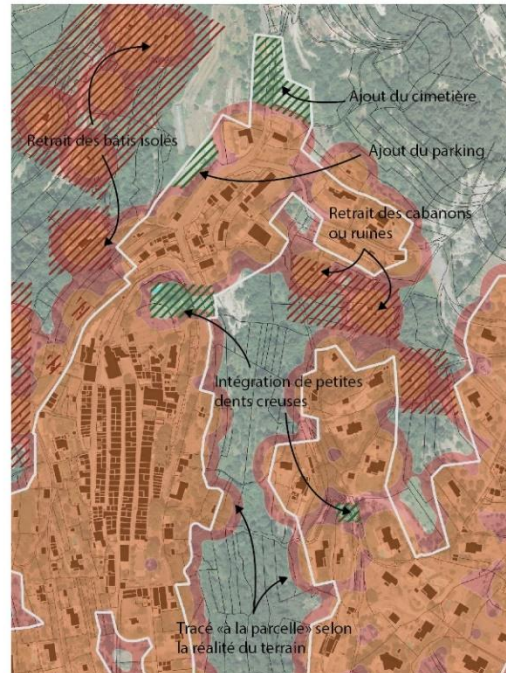 Ajout du cimetière
Retrait des bâtis isolés
Ajout du parking
Retrait des cabanons
ou ruines
Intégration de petites
dents creuses
Tracé «à la parcelle» selon
la réalité du terrain